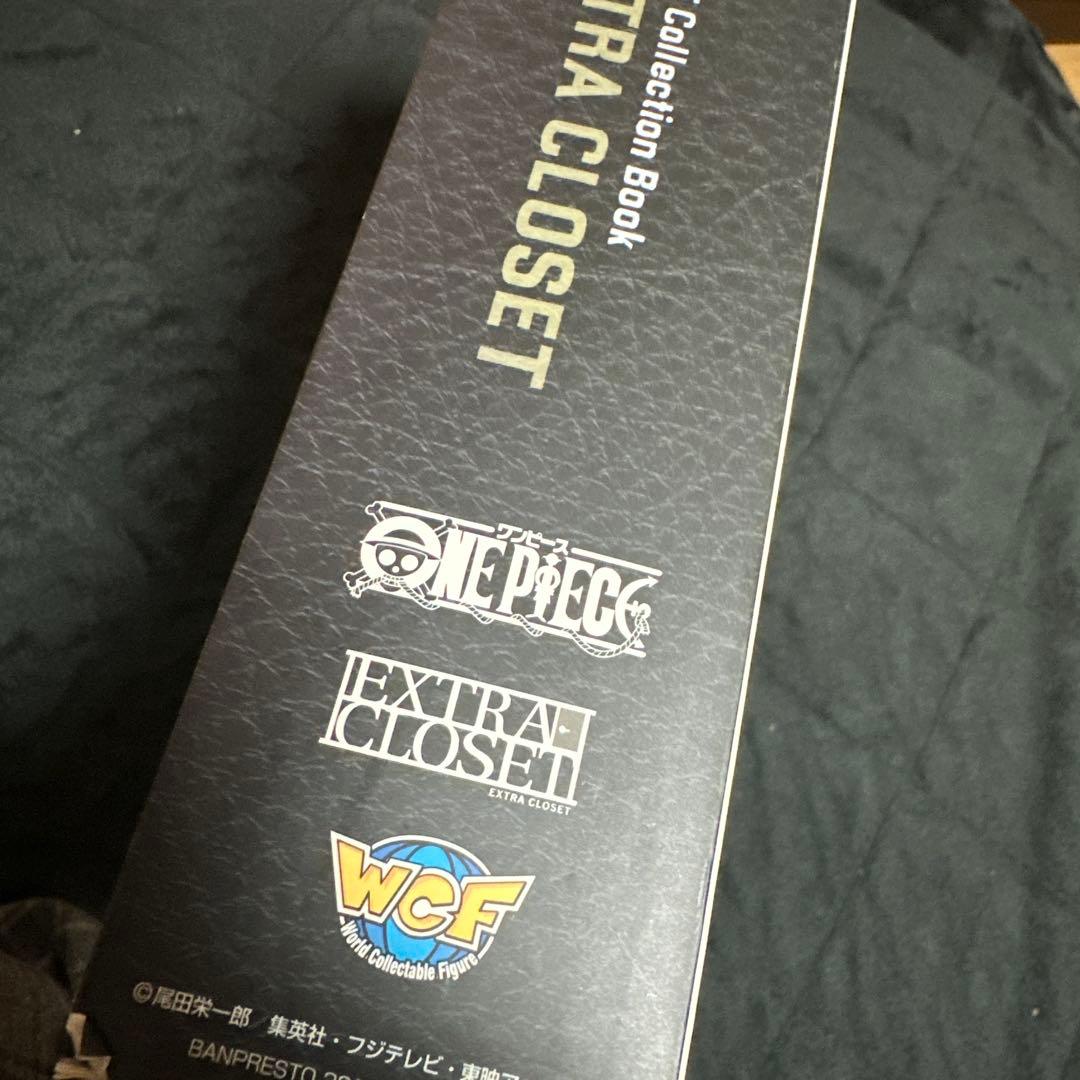 Collection Book
TRA CLOSET
ワンピース
ONE PIECE
EXTRA
CLOSET
EXTRA CLOSET
WCF
World Collectable Figure
©尾田栄一郎／集英社・フジテレビ・東映ア
BANPRESTO